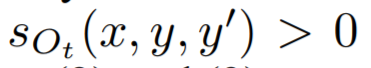 s_{O_t}(x, y, y') > 0